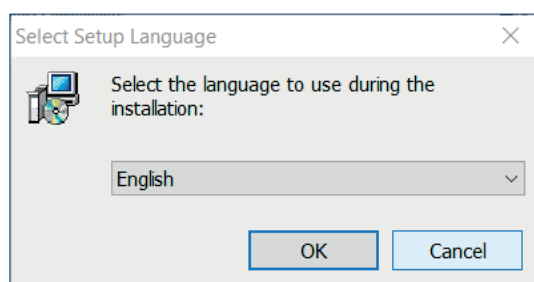 Select Setup Language
Select the language to use during the
installation:
English
OK
Cancel